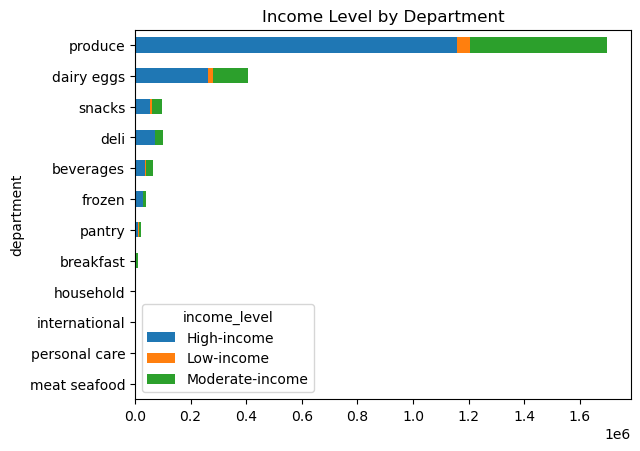 Income Level by Department
department
produce
dairy eggs
snacks
deli
beverages
frozen
pantry
breakfast
household
international
personal care
meat seafood
income_level
High-income
Low-income
Moderate-income
0.0 0.2 0.4 0.6 0.8 1.0 1.2 1.4 1.6
1e6